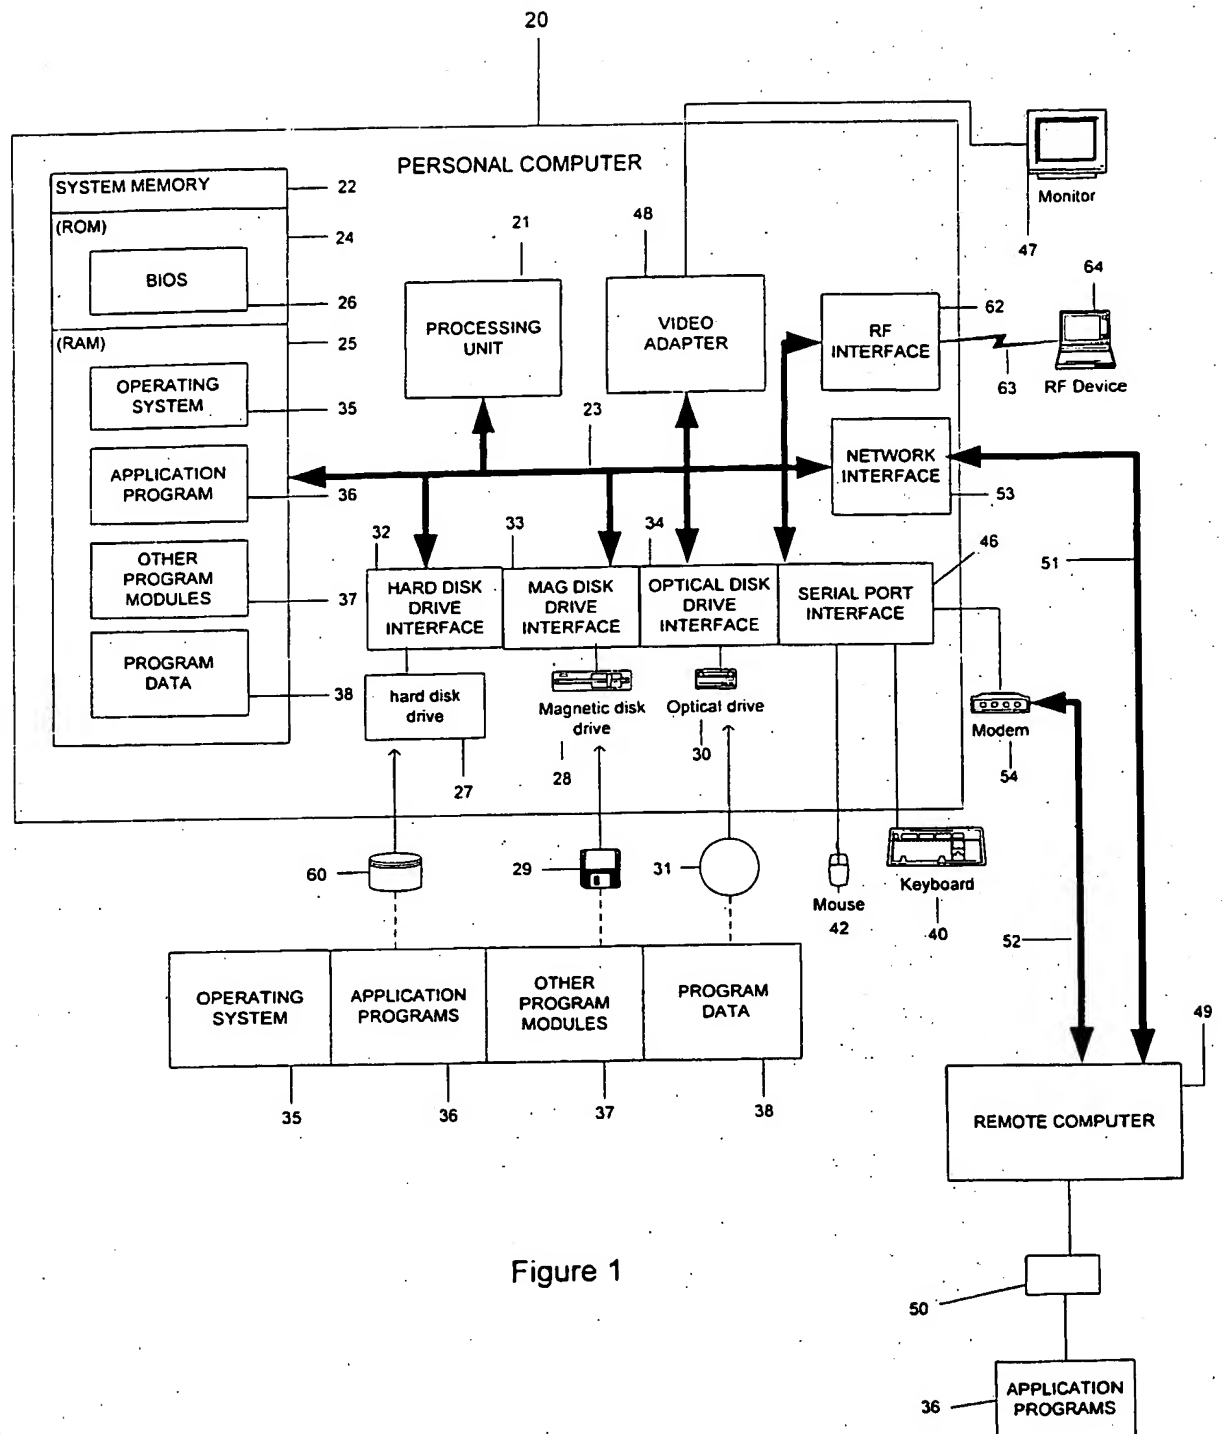 20
PERSONAL COMPUTER
SYSTEM MEMORY
22
(ROM)
24
BIOS
26
(RAM)
25
OPERATING
SYSTEM
35
APPLICATION
PROGRAM
36
OTHER
PROGRAM
MODULES
37
PROGRAM
DATA
38
21
PROCESSING
UNIT
48
VIDEO
ADAPTER
Monitor
47
62
RF
INTERFACE
63
64
RF Device
23
NETWORK
INTERFACE
53
32
HARD DISK
DRIVE
INTERFACE
33
MAG DISK
DRIVE
INTERFACE
34
OPTICAL DISK
DRIVE
INTERFACE
46
SERIAL PORT
INTERFACE
51
hard disk
drive
27
Magnetic disk
drive
28
Optical drive
30
Modem
54
60
29
31
Mouse
42
Keyboard
40
52
OPERATING
SYSTEM
APPLICATION
PROGRAMS
OTHER
PROGRAM
MODULES
PROGRAM
DATA
35
36
37
38
49
REMOTE COMPUTER
Figure 1
50
36
APPLICATION
PROGRAMS